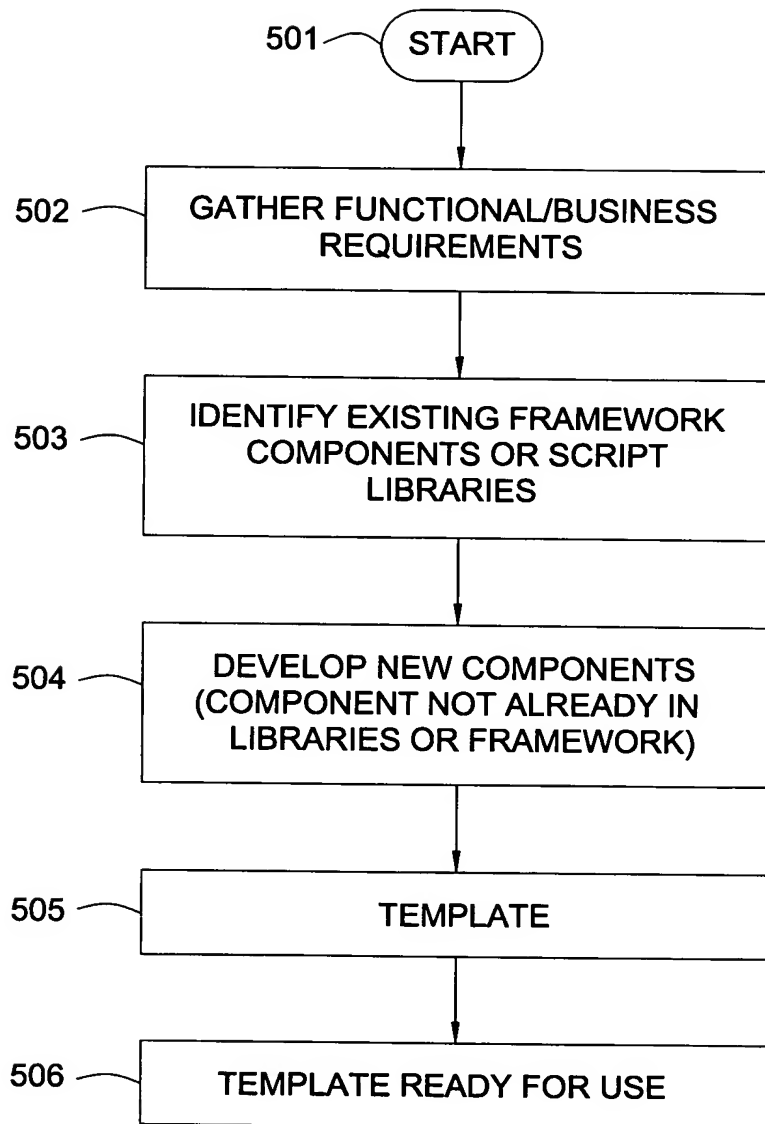 501
START
502
GATHER FUNCTIONAL/BUSINESS
REQUIREMENTS
503
IDENTIFY EXISTING FRAMEWORK
COMPONENTS OR SCRIPT
LIBRARIES
504
DEVELOP NEW COMPONENTS
(COMPONENT NOT ALREADY IN
LIBRARIES OR FRAMEWORK)
505
TEMPLATE
506
TEMPLATE READY FOR USE